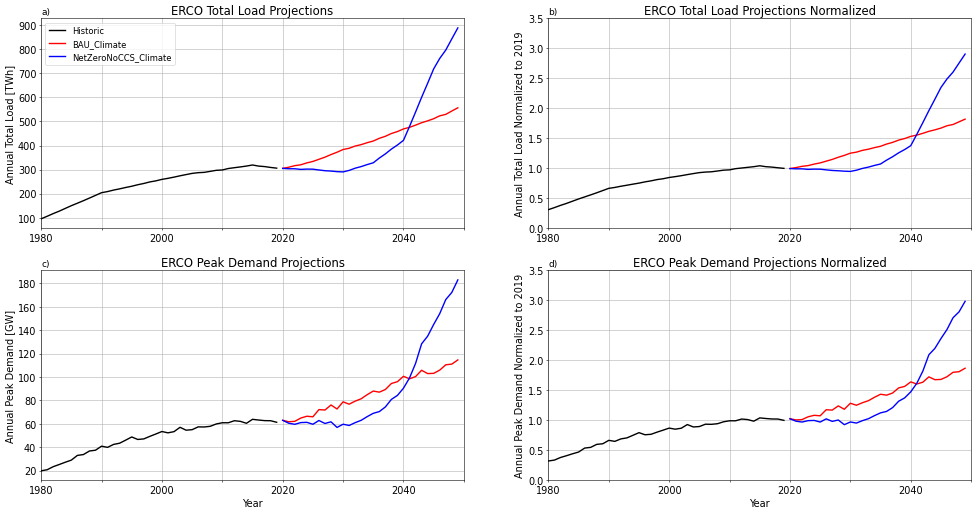 a)
ERCO Total Load Projections
Annual Total Load [TWh]
900
800
700
600
500
400
300
200
100
Historic
BAU_Climate
NetZeroNoCCS_Climate
1980
2000
2020
2040
b)
ERCO Total Load Projections Normalized
Annual Total Load Normalized to 2019
3.5
3.0
2.5
2.0
1.5
1.0
0.5
0.0
1980
2000
2020
2040
c)
ERCO Peak Demand Projections
Annual Peak Demand [GW]
180
160
140
120
100
80
60
40
20
1980
2000
2020
2040
Year
d)
ERCO Peak Demand Projections Normalized
Annual Peak Demand Normalized to 2019
3.5
3.0
2.5
2.0
1.5
1.0
0.5
0.0
1980
2000
2020
2040
Year